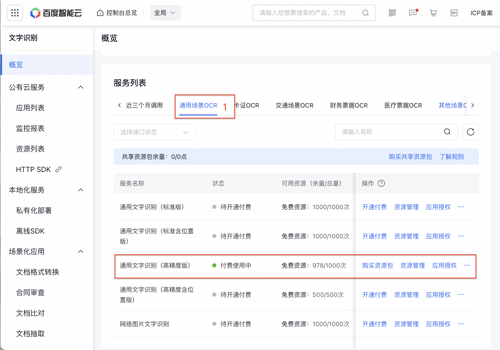 百度智能云 控制台总览 全局 请输入您想要搜索的产品、文档 ICP备案
文字识别 概览
概览
公有云服务
应用列表
监控报表
资源列表
HTTP SDK
本地化服务
私有化部署
离线SDK
场景化应用
文档格式转换
合同审查
文档比对
文档抽取
服务列表
近三个月调用 通用场景OCR 1 卡证OCR 交通场景OCR 财务票据OCR 医疗票据OCR 其他场景O
选择接口状态 请输入名称
共享资源包余量：0/0点 购买共享资源包 了解规则
服务名称 状态 可用资源（余量/总量） 操作
通用文字识别（标准版） 待开通付费 免费资源：1000/1000次 开通付费 资源管理 应用授权 ···
通用文字识别（标准含位置版） 待开通付费 免费资源：1000/1000次 开通付费 资源管理 应用授权 ···
通用文字识别（高精度版） 付费使用中 免费资源：978/1000次 购买资源包 资源管理 应用授权 ···
通用文字识别（高精度含位置版） 待开通付费 免费资源：500/500次 开通付费 资源管理 应用授权 ···
网络图片文字识别 待开通付费 免费资源：1000/1000次 开通付费 资源管理 应用授权 ···